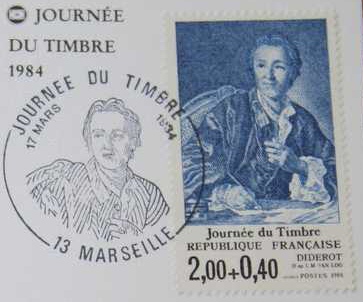 JOURNÉE
DU TIMBRE
1984
JOURNEE DU TIMBRE
17 MARS 1984
13 MARSEILLE
Journée du Timbre
REPUBLIQUE FRANÇAISE
DIDEROT
2,00+0,40
POSTES 1984